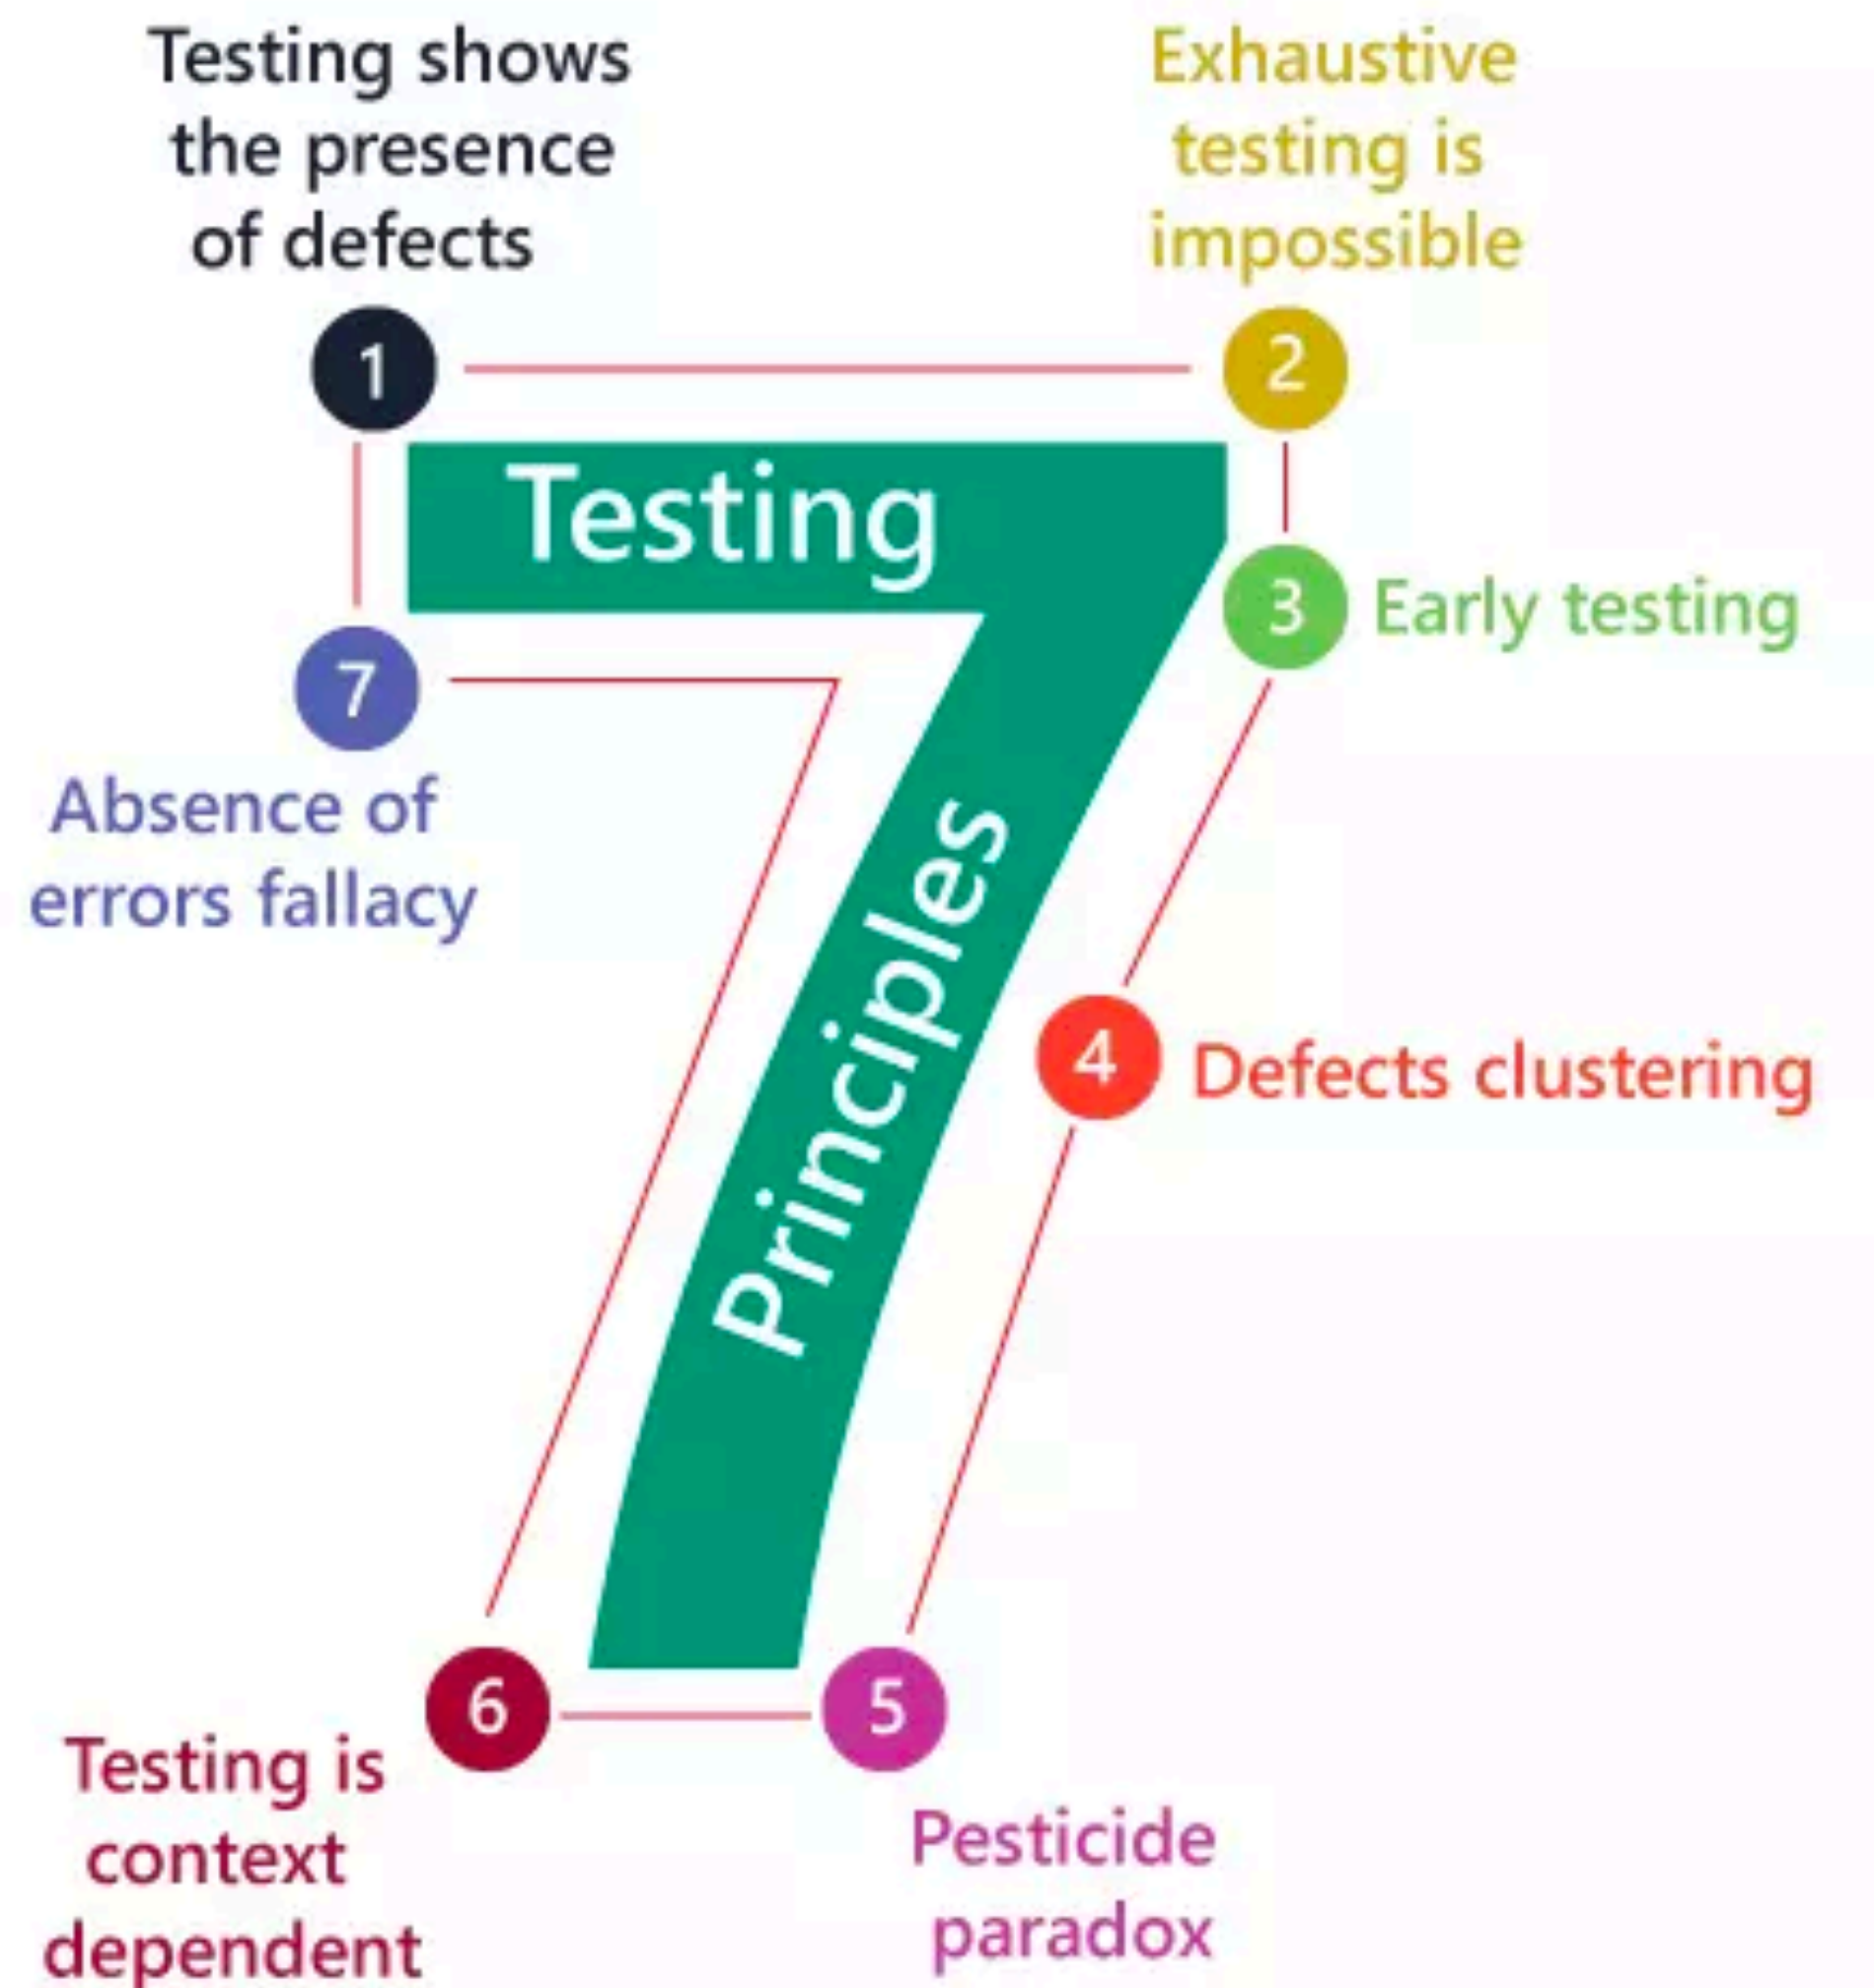 Testing shows
the presence
of defects
1
Exhaustive
testing is
impossible
2
Testing
Principles
3
Early testing
4
Defects clustering
5
Pesticide
paradox
6
Testing is
context
dependent
7
Absence of
errors fallacy